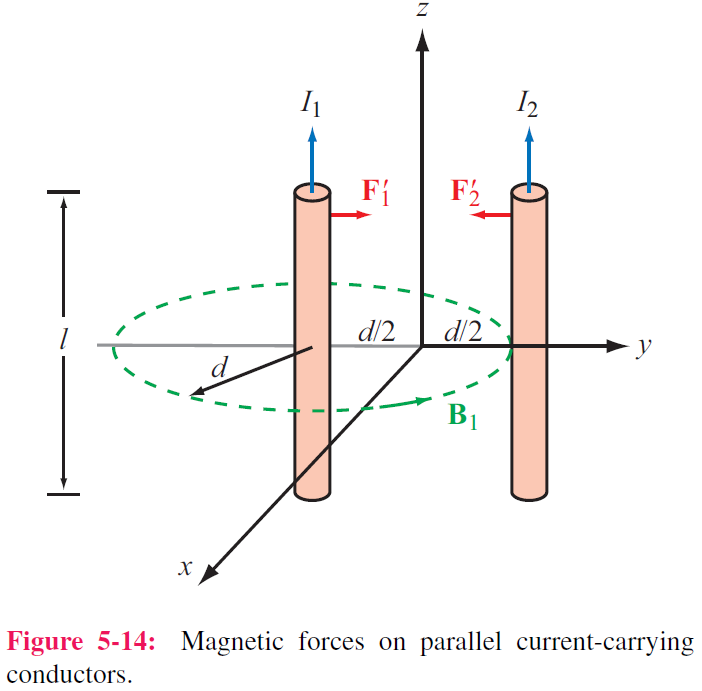 z
I₁ I₂
F′₁ F′₂
l
d/2 d/2
y
d
B₁
x
Figure 5-14: Magnetic forces on parallel current-carrying
conductors.